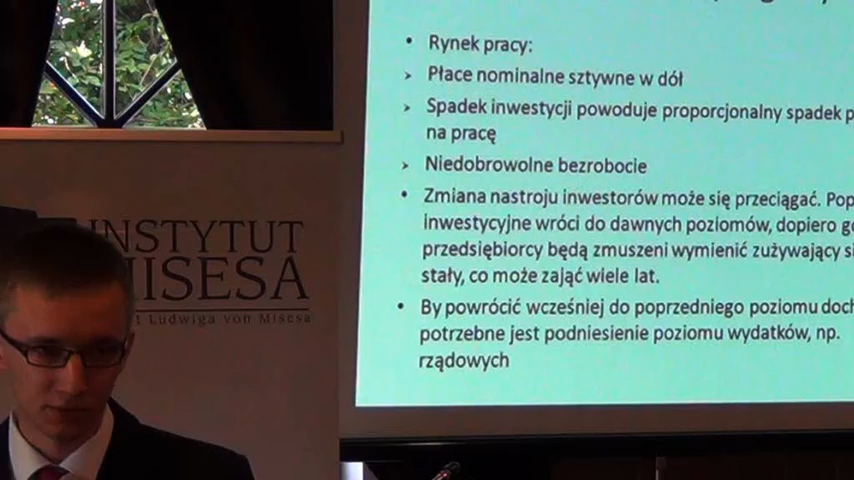 INSTYTUT
MISESA
Ludwiga von Misesa
• Rynek pracy:
➢ Płace nominalne sztywne w dół
➢ Spadek inwestycji powoduje proporcjonalny spadek
na pracę
➢ Niedobrowolne bezrobocie
• Zmiana nastroju inwestorów może się przeciągać.
inwestycyjne wróci do dawnych poziomów, dopiero
przedsiębiorcy będą zmuszeni wymienić zużywający
stały, co może zająć wiele lat.
• By powrócić wcześniej do poprzedniego poziomu
potrzebne jest podniesienie poziomu wydatków, np.
rządowych